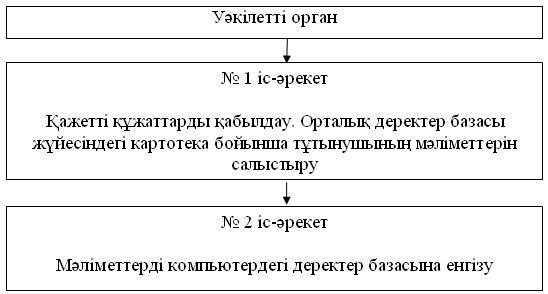 Уәкілетті орган
№ 1 іс-әрекет
Қажетті құжаттарды қабылдау. Орталық деректер базасы
жүйесіндегі картотека бойынша тұтынушының мәліметтерін
салыстыру
№ 2 іс-әрекет
Мәліметтерді компьютердегі деректер базасына енгізу